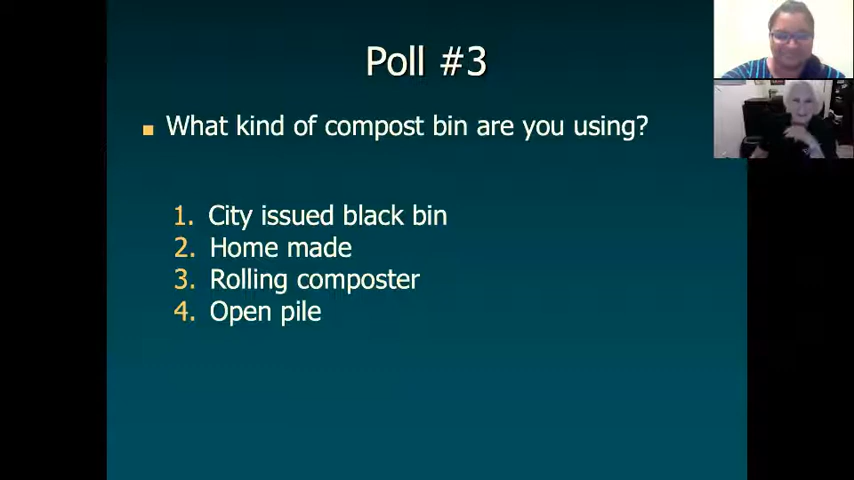 Poll #3
What kind of compost bin are you using?
1. City issued black bin
2. Home made
3. Rolling composter
4. Open pile